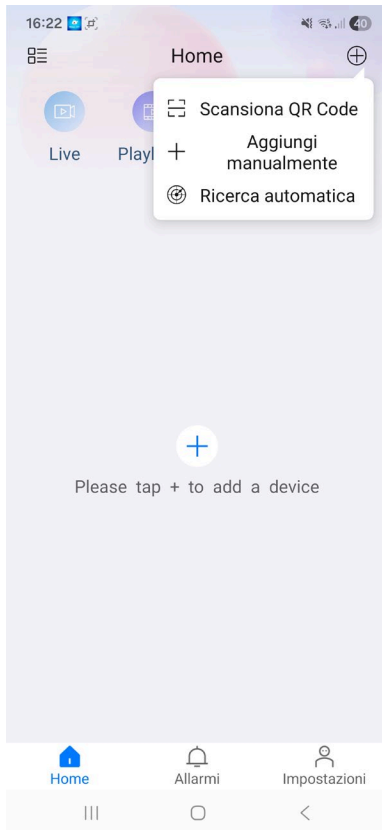 16:22
40
Home
Scansiona QR Code
Live
Aggiungi
manualmente
Ricerca automatica
Please tap + to add a device
Home
Allarmi
Impostazioni